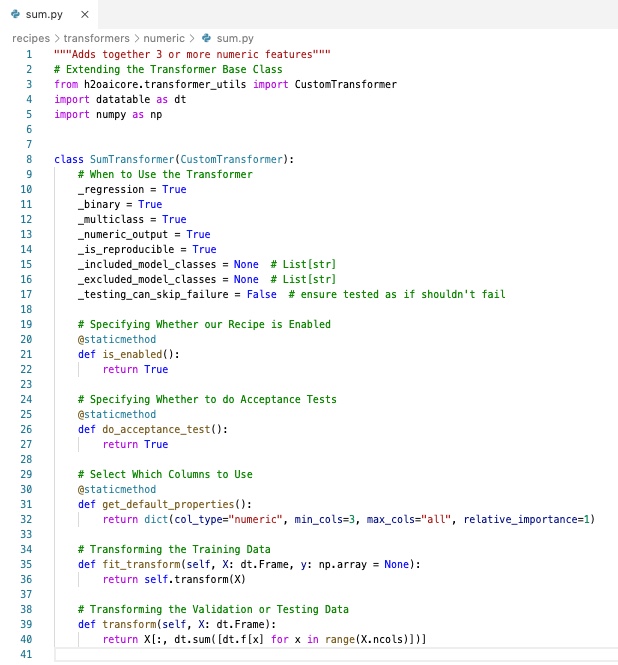 sum.py ×
recipes > transformers > numeric > sum.py
1 """Adds together 3 or more numeric features"""
2 # Extending the Transformer Base Class
3 from h2oaicore.transformer_utils import CustomTransformer
4 import datatable as dt
5 import numpy as np
6
7
8 class SumTransformer(CustomTransformer):
9     # When to Use the Transformer
10     _regression = True
11     _binary = True
12     _multiclass = True
13     _numeric_output = True
14     _is_reproducible = True
15     _included_model_classes = None  # List[str]
16     _excluded_model_classes = None  # List[str]
17     _testing_can_skip_failure = False  # ensure tested as if shouldn't fail
18
19     # Specifying Whether our Recipe is Enabled
20     @staticmethod
21     def is_enabled():
22         return True
23
24     # Specifying Whether to do Acceptance Tests
25     @staticmethod
26     def do_acceptance_test():
27         return True
28
29     # Select Which Columns to Use
30     @staticmethod
31     def get_default_properties():
32         return dict(col_type="numeric", min_cols=3, max_cols="all", relative_importance=1)
33
34     # Transforming the Training Data
35     def fit_transform(self, X: dt.Frame, y: np.array = None):
36         return self.transform(X)
37
38     # Transforming the Validation or Testing Data
39     def transform(self, X: dt.Frame):
40         return X[:, dt.sum([dt.f[x] for x in range(X.ncols)])]
41